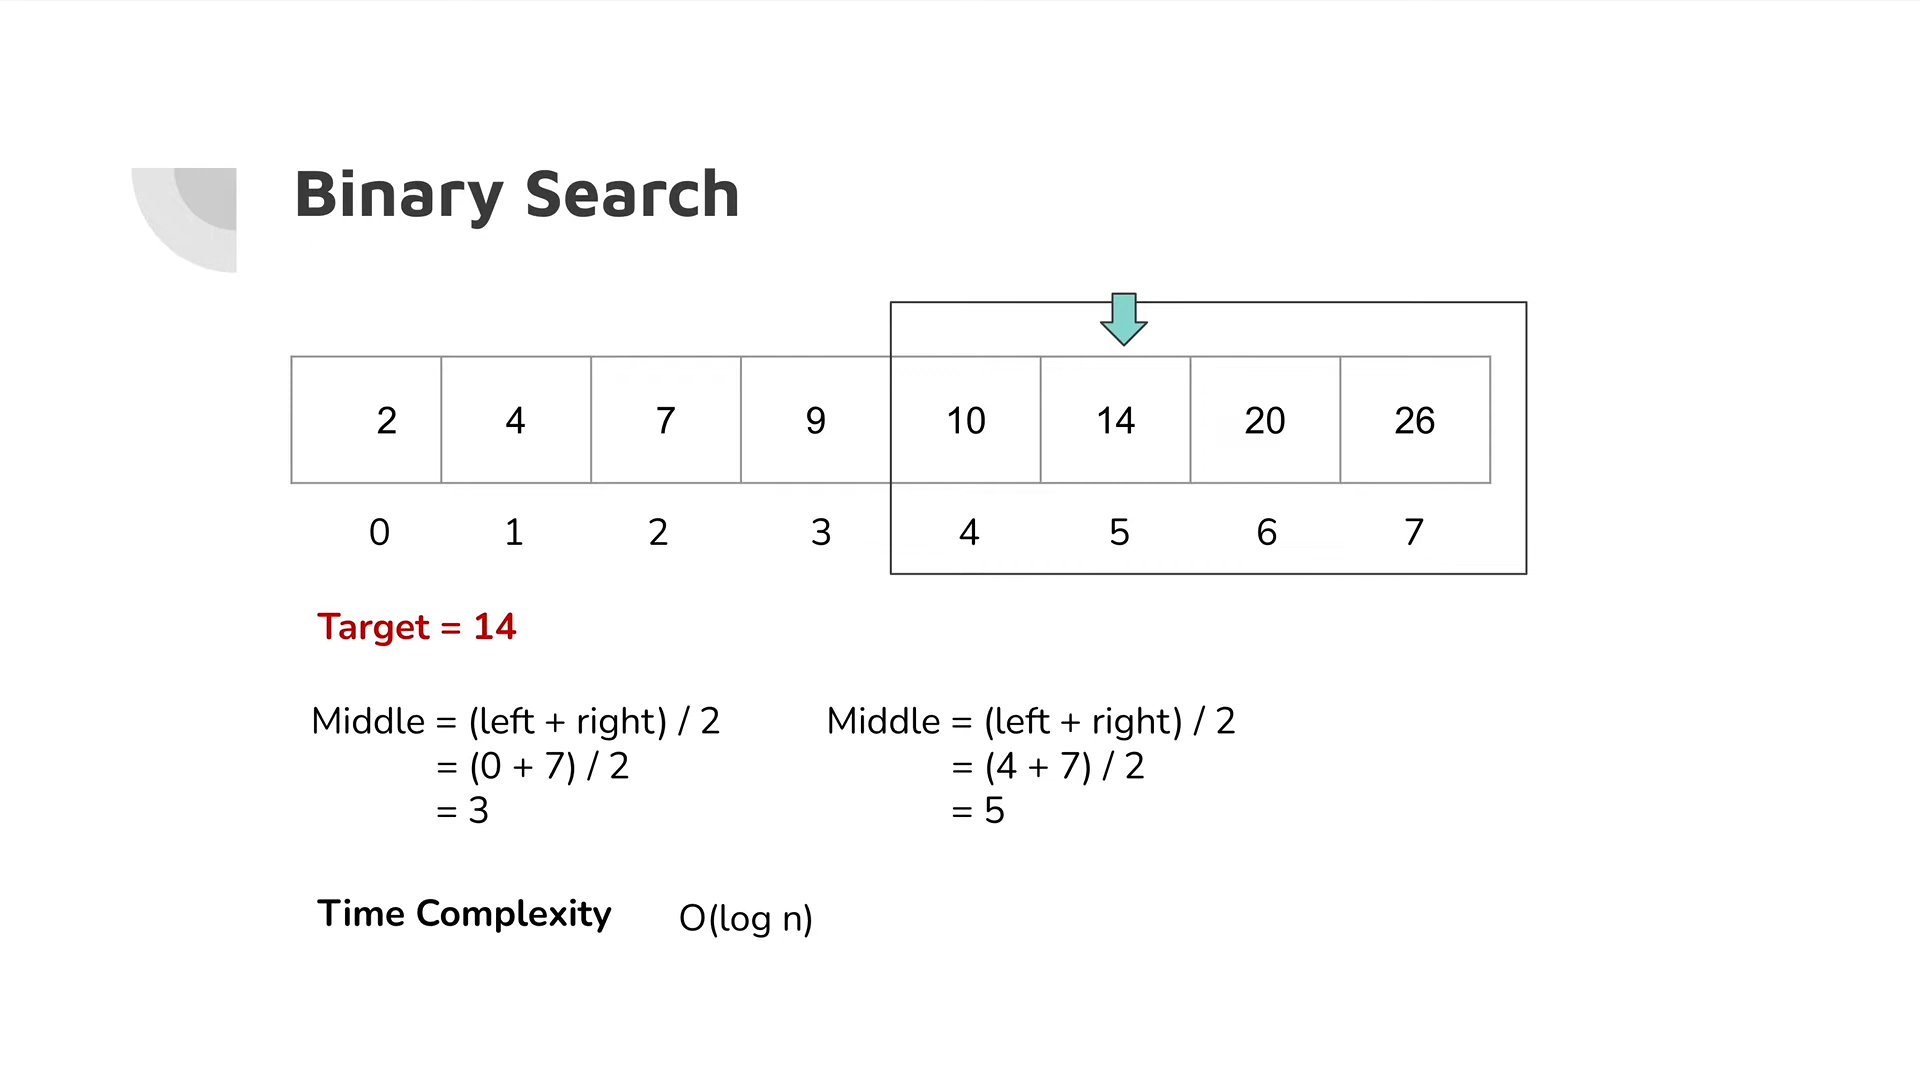 Binary Search
2 4 7 9 10 14 20 26
0 1 2 3 4 5 6 7
Target = 14
Middle = (left + right) / 2
= (0 + 7) / 2
= 3
Middle = (left + right) / 2
= (4 + 7) / 2
= 5
Time Complexity O(log n)